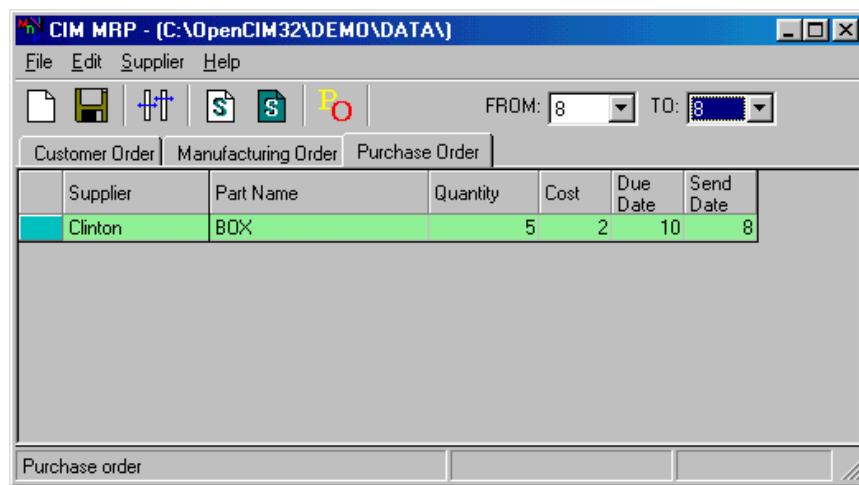 CIM MRP - (C:\OpenCIM32\DEMO\DATA\)
File Edit Supplier Help
S S PO FROM: 8 TO: 8
Customer Order Manufacturing Order Purchase Order
Supplier Part Name Quantity Cost Due Date Send Date
Clinton BOX 5 2 10 8
Purchase order